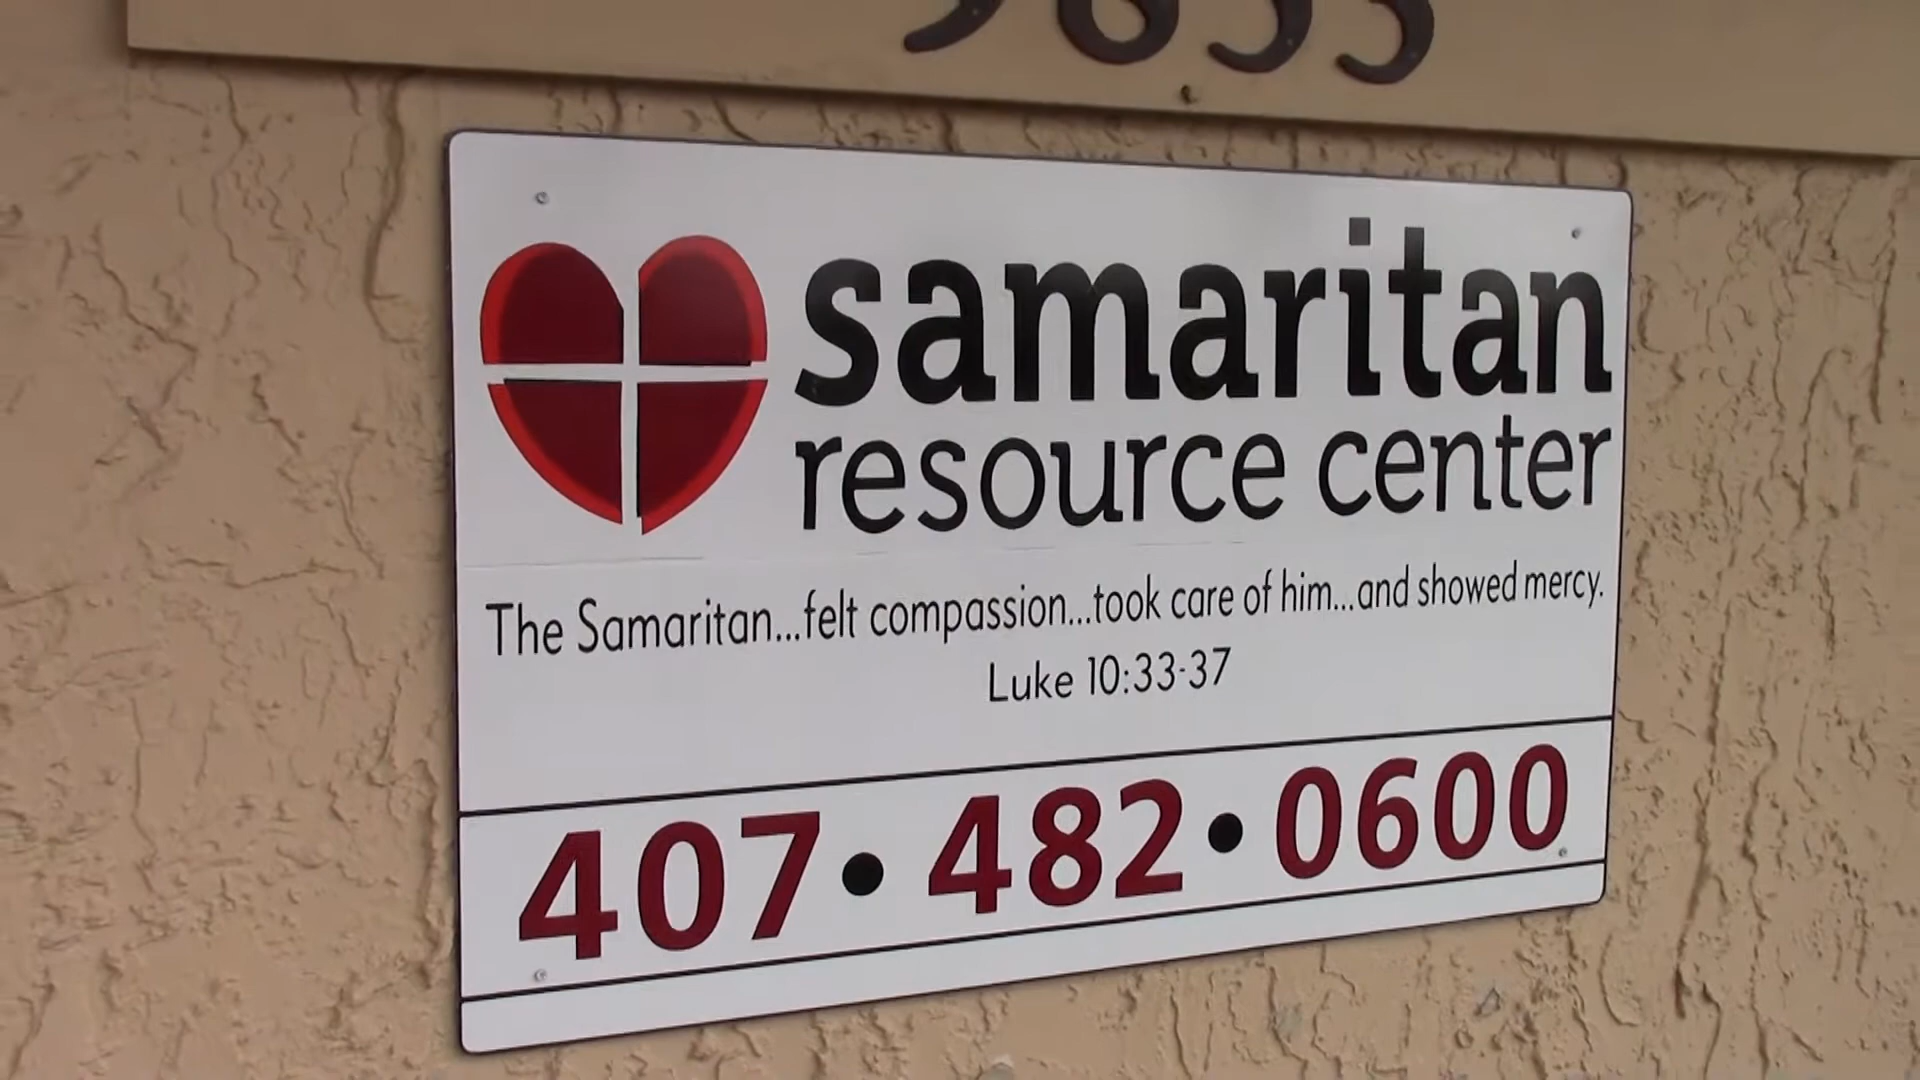 samaritan
resource center
The Samaritan...felt compassion...took care of him...and showed mercy.
Luke 10:33-37
407•482•0600